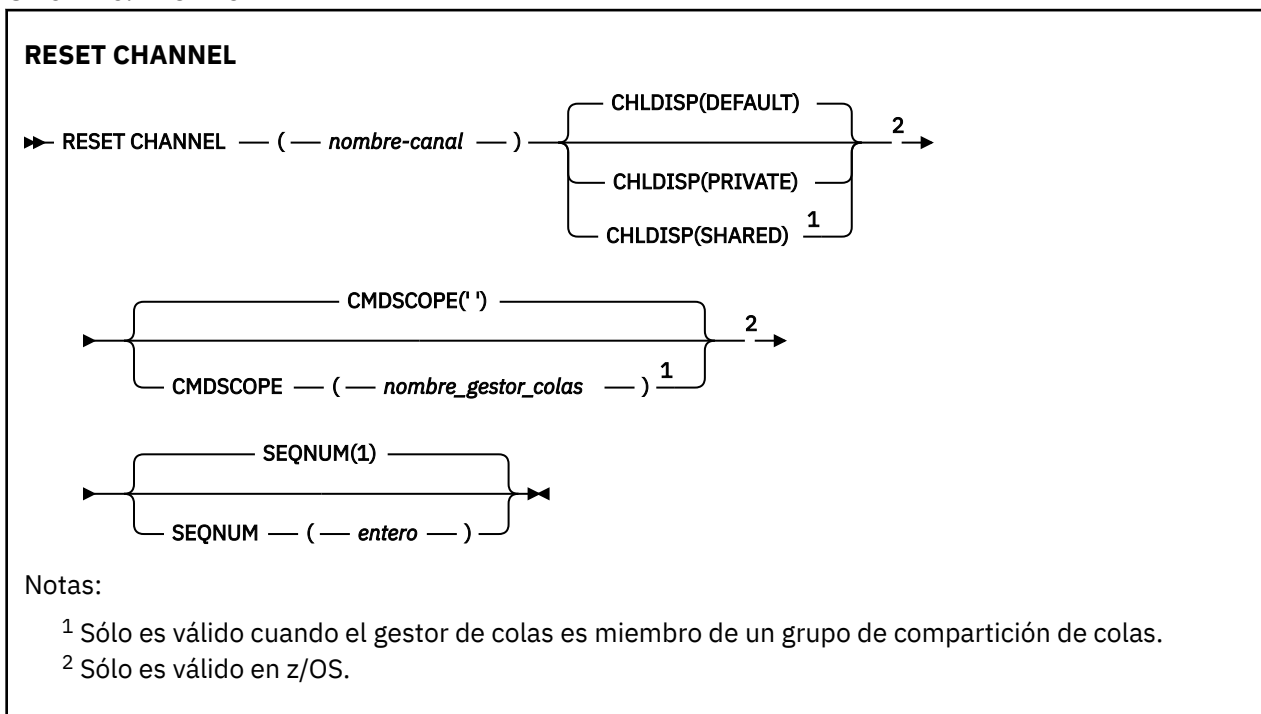 RESET CHANNEL
CHLDISP(DEFAULT)
RESET CHANNEL ( nombre-canal ) 2
CHLDISP(PRIVATE)
CHLDISP(SHARED) 1
CMDSCOPE(' ')
2
CMDSCOPE ( nombre_gestor_colas ) 1
SEQNUM(1)
SEQNUM ( entero )
Notas:
1 Sólo es válido cuando el gestor de colas es miembro de un grupo de compartición de colas.
2 Sólo es válido en z/OS.